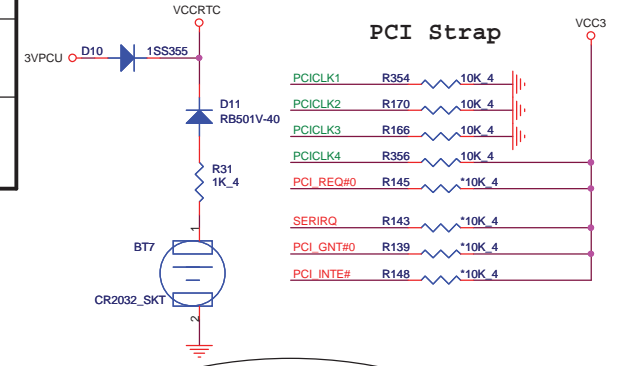 VCCRTC
3VPCU D10 1SS355
D11
RB501V-40
R31
1K_4
1
BT7
CR2032_SKT
2
PCI Strap
VCC3
PCICLK1 R354 10K_4
PCICLK2 R170 10K_4
PCICLK3 R166 10K_4
PCICLK4 R356 10K_4
PCI_REQ#0 R145 *10K_4
SERIRQ R143 *10K_4
PCI_GNT#0 R139 *10K_4
PCI_INTE# R148 *10K_4